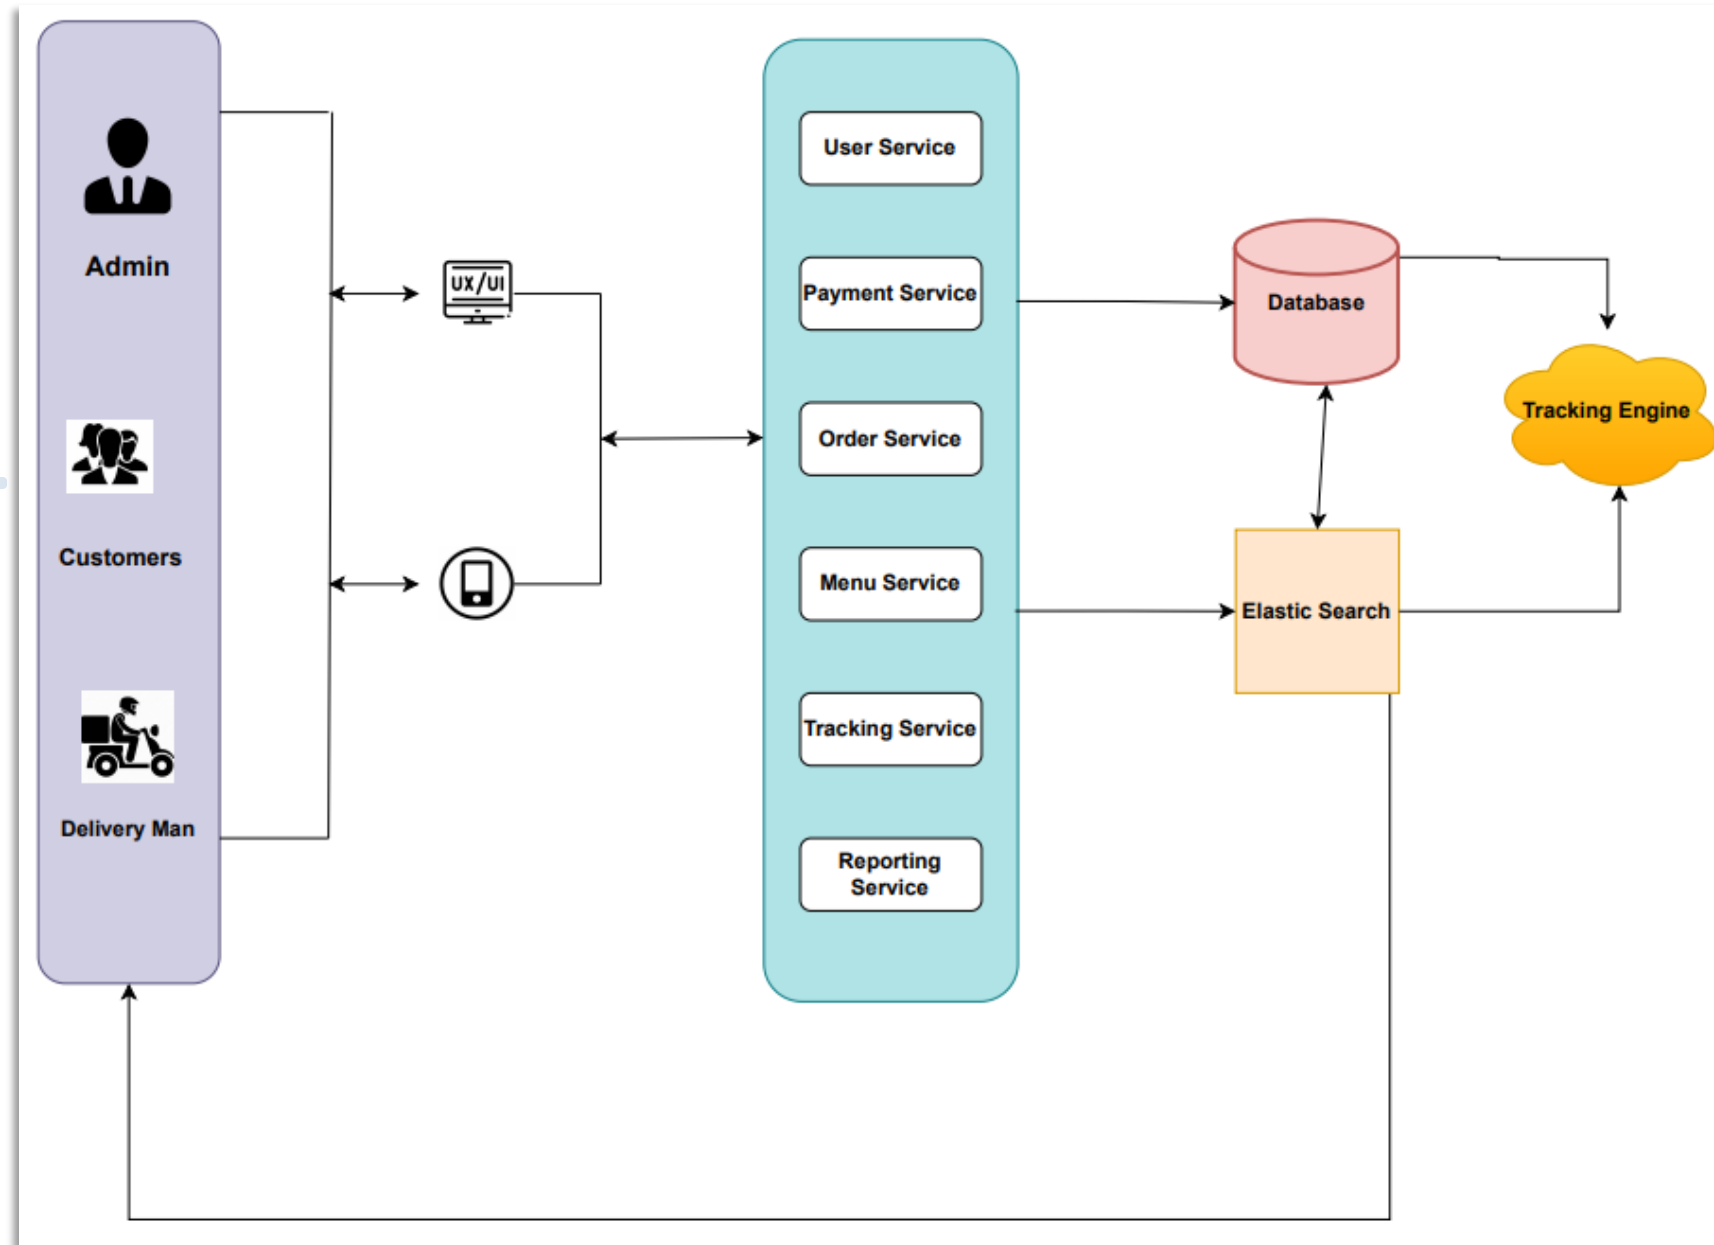 Admin
Customers
Delivery Man
UX/UI
User Service
Payment Service
Order Service
Menu Service
Tracking Service
Reporting
Service
Database
Elastic Search
Tracking Engine